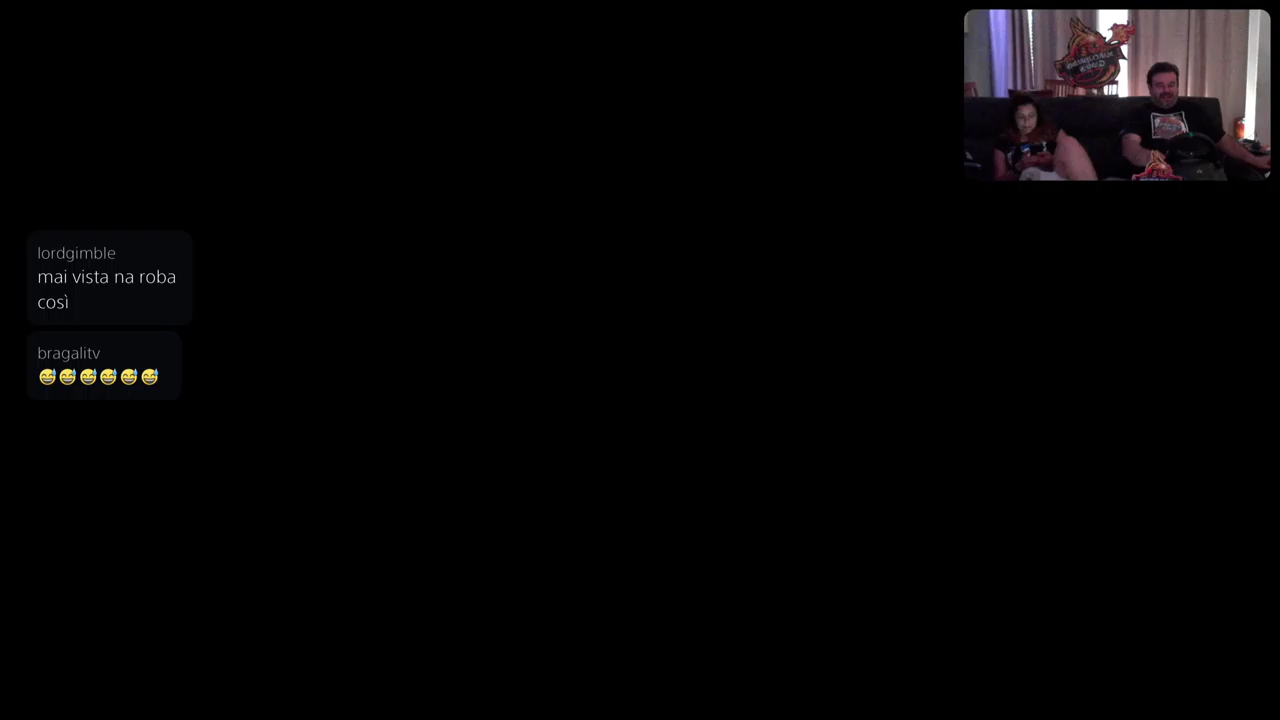 lordgimble
mai vista na roba
così
bragalitv
😅😅😅😅😅😅